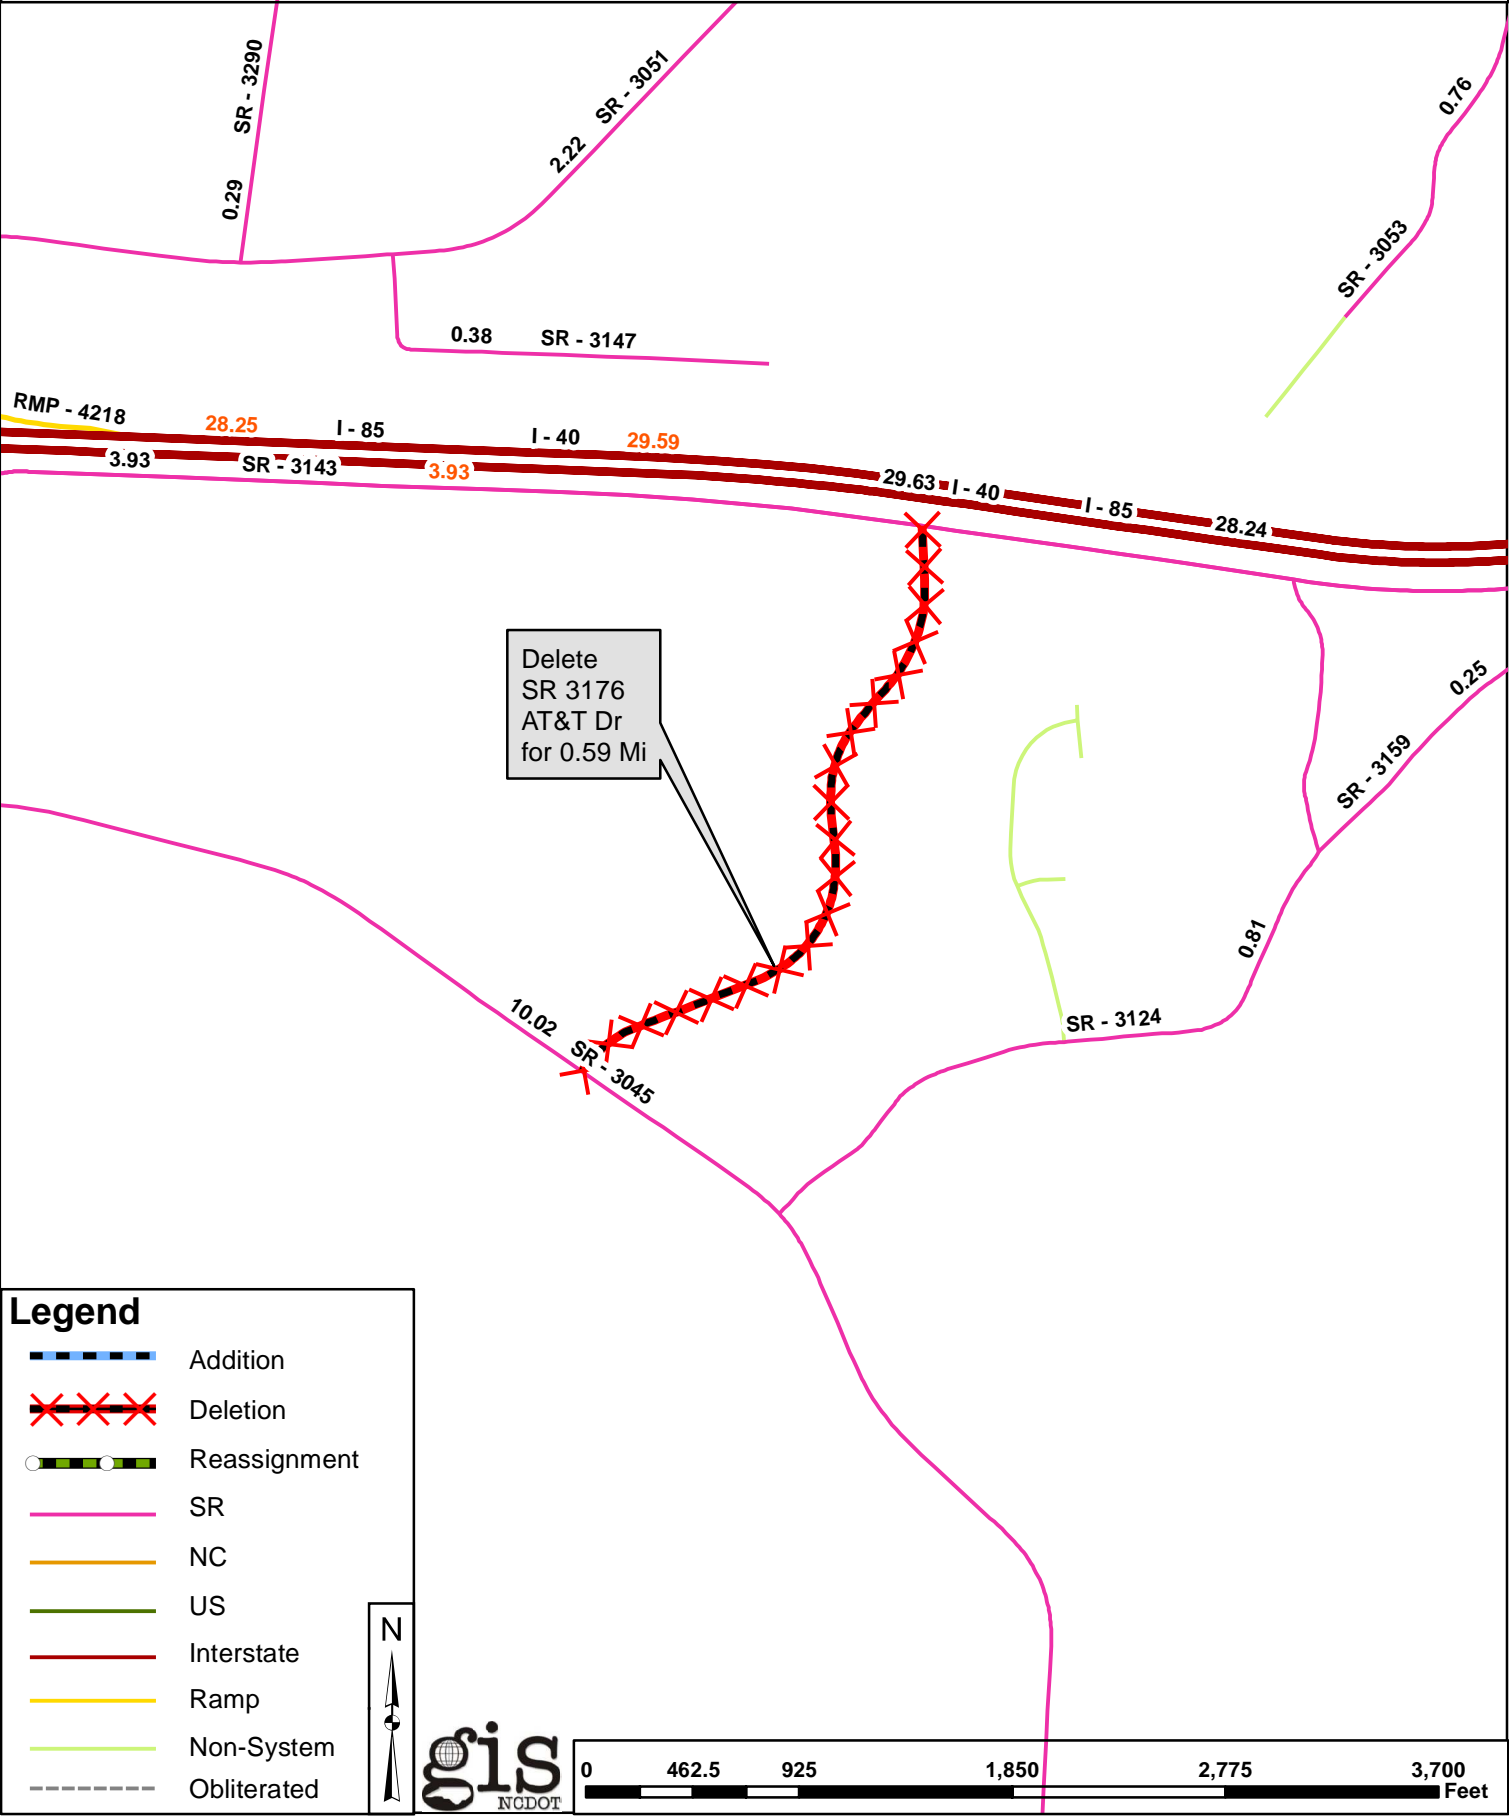 SR - 3290
0.29
SR - 3051
2.22
0.76
SR - 3053
0.38 SR - 3147
RMP - 4218
28.25
I - 85
I - 40
29.59
3.93
SR - 3143
3.93
29.63
I - 40
I - 85
28.24
Delete
SR 3176
AT&T Dr
for 0.59 Mi
0.25
SR - 3159
0.81
SR - 3124
10.02
SR - 3045
Legend
Addition
Deletion
Reassignment
SR
NC
US
Interstate
Ramp
Non-System
Obliterated
N
gis
NCDOT
0 462.5 925 1,850 2,775 3,700
Feet